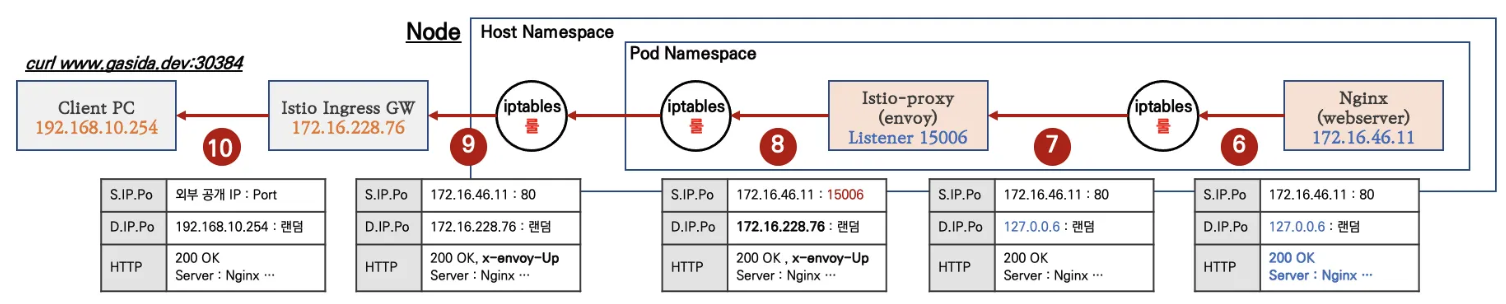 Node
Host Namespace
Pod Namespace
curl www.gasida.dev:30384
Client PC
192.168.10.254
Istio Ingress GW
172.16.228.76
iptables
룰
iptables
룰
Istio-proxy
(envoy)
Listener 15006
iptables
룰
Nginx
(webserver)
172.16.46.11
10
9
8
7
6
S.IP.Po 외부 공개 IP : Port
D.IP.Po 192.168.10.254 : 랜덤
HTTP 200 OK
Server : Nginx ···
S.IP.Po 172.16.46.11 : 80
D.IP.Po 172.16.228.76 : 랜덤
HTTP 200 OK, x-envoy-Up
Server : Nginx ···
S.IP.Po 172.16.46.11 : 15006
D.IP.Po 172.16.228.76 : 랜덤
HTTP 200 OK , x-envoy-Up
Server : Nginx ···
S.IP.Po 172.16.46.11 : 80
D.IP.Po 127.0.0.6 : 랜덤
HTTP 200 OK
Server : Nginx ···
S.IP.Po 172.16.46.11 : 80
D.IP.Po 127.0.0.6 : 랜덤
HTTP 200 OK
Server : Nginx ···